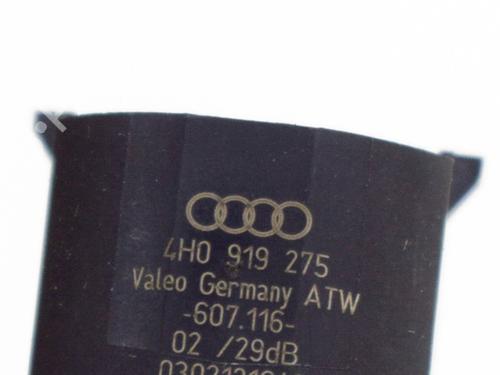 4H0 919 275
Valeo Germany ATW
-607.116-
02 /29dB